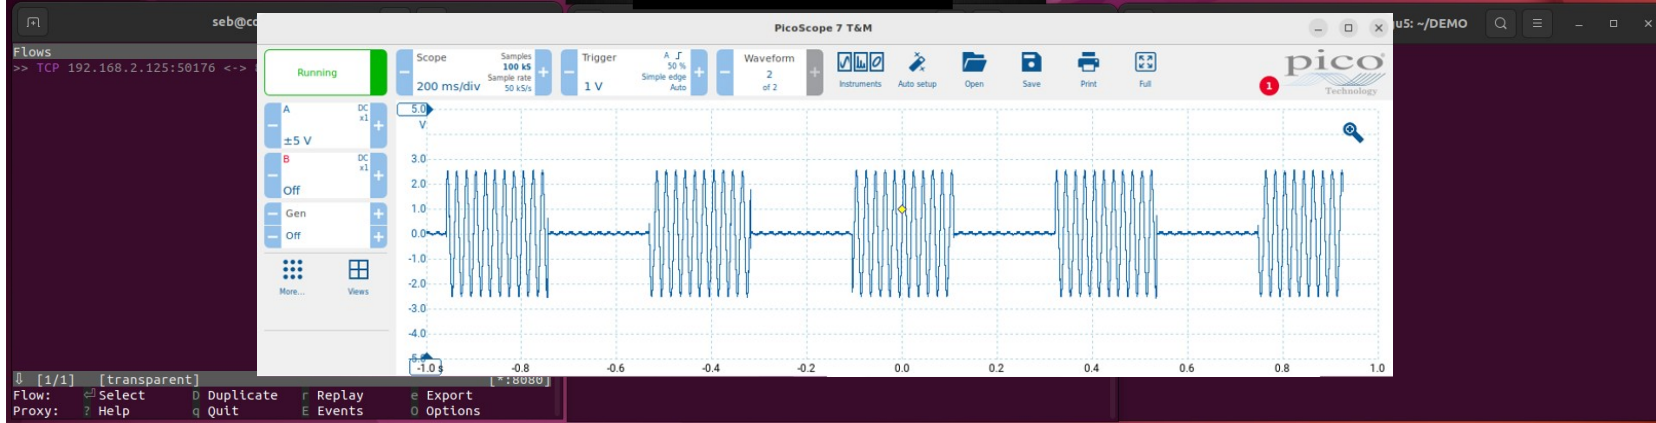 seb@co
PicoScope 7 T&M
u5: ~/DEMO
Flows
>> TCP 192.168.2.125:50176 <->
Running
Scope
Samples
100 kS
Sample rate
200 ms/div
50 kS/s
Trigger
A
50 %
Simple edge
1 V
Auto
Waveform
2
of 2
Instruments
Auto setup
Open
Save
Print
Full
1
pico
Technology
A
DC
x1
±5 V
B
DC
x1
Off
Gen
Off
More...
Views
5.0
V
3.0
2.0
1.0
0.0
-1.0
-2.0
-3.0
-4.0
-1.0 s
-0.8
-0.6
-0.4
-0.2
0.0
0.2
0.4
0.6
0.8
1.0
[1/1] [transparent]
[*:8080]
Flow: Select D Duplicate r Replay e Export
Proxy: ? Help q Quit E Events O Options